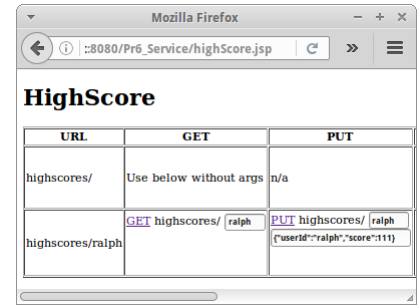 Mozilla Firefox
::8080/Pr6_Service/highScore.jsp
HighScore
URL GET PUT
highscores/ Use below without args n/a
highscores/ralph GET highscores/ ralph PUT highscores/ ralph
{"userId":"ralph","score":111}